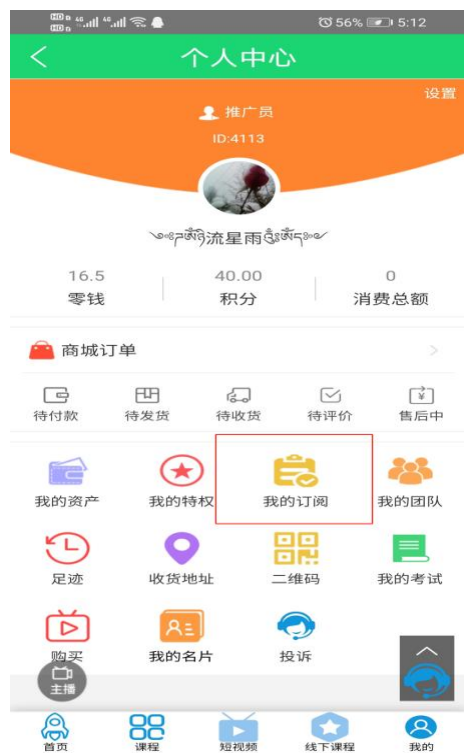 HD 46 46 56% 5:12
个人中心
设置
推广员
ID:4113
流星雨
16.5 40.00 0
零钱 积分 消费总额
商城订单
待付款 待发货 待收货 待评价 售后中
我的资产 我的特权 我的订阅 我的团队
足迹 收货地址 二维码 我的考试
购买 我的名片 投诉
主播
首页 课程 短视频 线下课程 我的